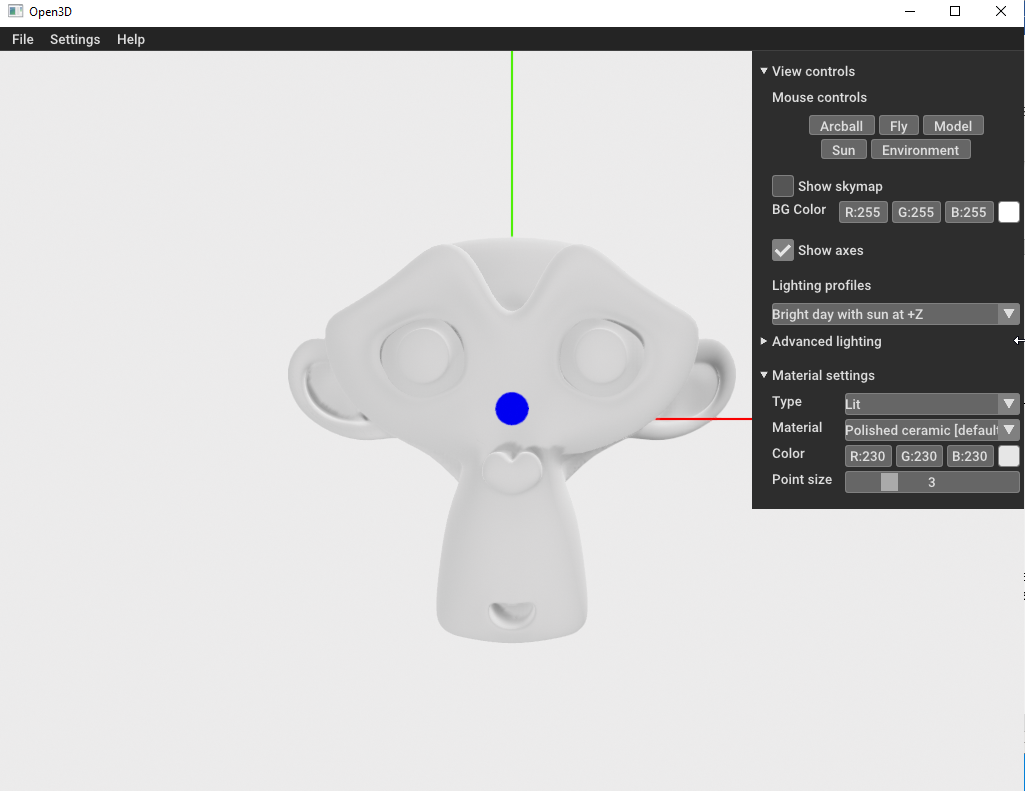 Open3D
File Settings Help
View controls
Mouse controls
Arcball Fly Model
Sun Environment
Show skymap
BG Color R:255 G:255 B:255
Show axes
Lighting profiles
Bright day with sun at +Z
Advanced lighting
Material settings
Type Lit
Material Polished ceramic [default
Color R:230 G:230 B:230
Point size 3